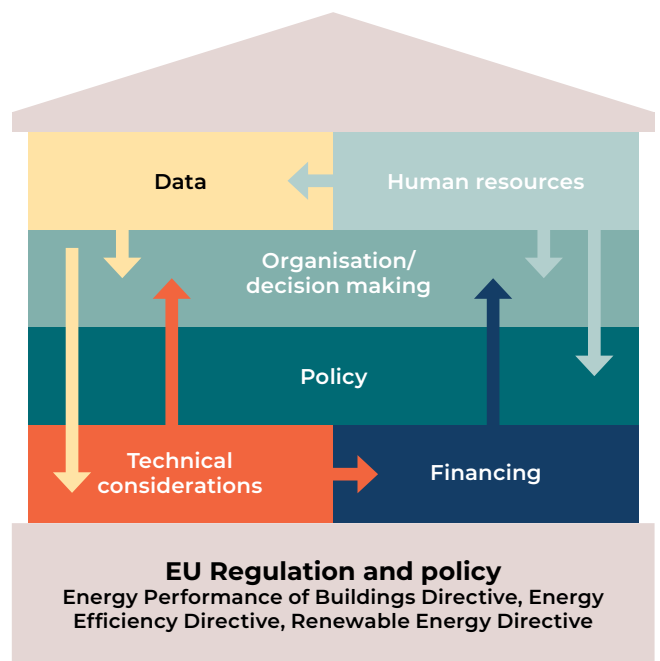 Data
Human resources
Organisation/
decision making
Policy
Technical
considerations
Financing
EU Regulation and policy
Energy Performance of Buildings Directive, Energy
Efficiency Directive, Renewable Energy Directive